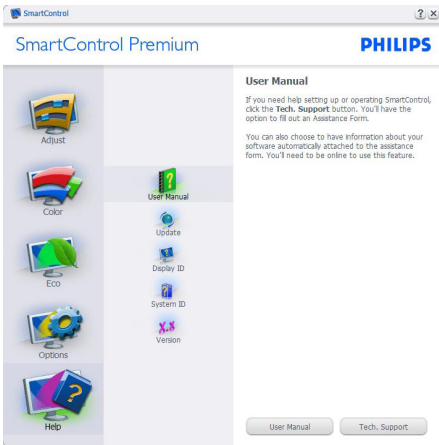 SmartControl
SmartControl Premium
PHILIPS
Adjust
Color
Eco
Options
Help
User Manual
Update
Display ID
System ID
X.X
Version
User Manual
If you need help setting up or operating SmartControl,
click the Tech. Support button. You'll have the
option to fill out an Assistance Form.
You can also choose to have information about your
software automatically attached to the assistance
form. You'll need to be online to use this feature.
User Manual
Tech. Support